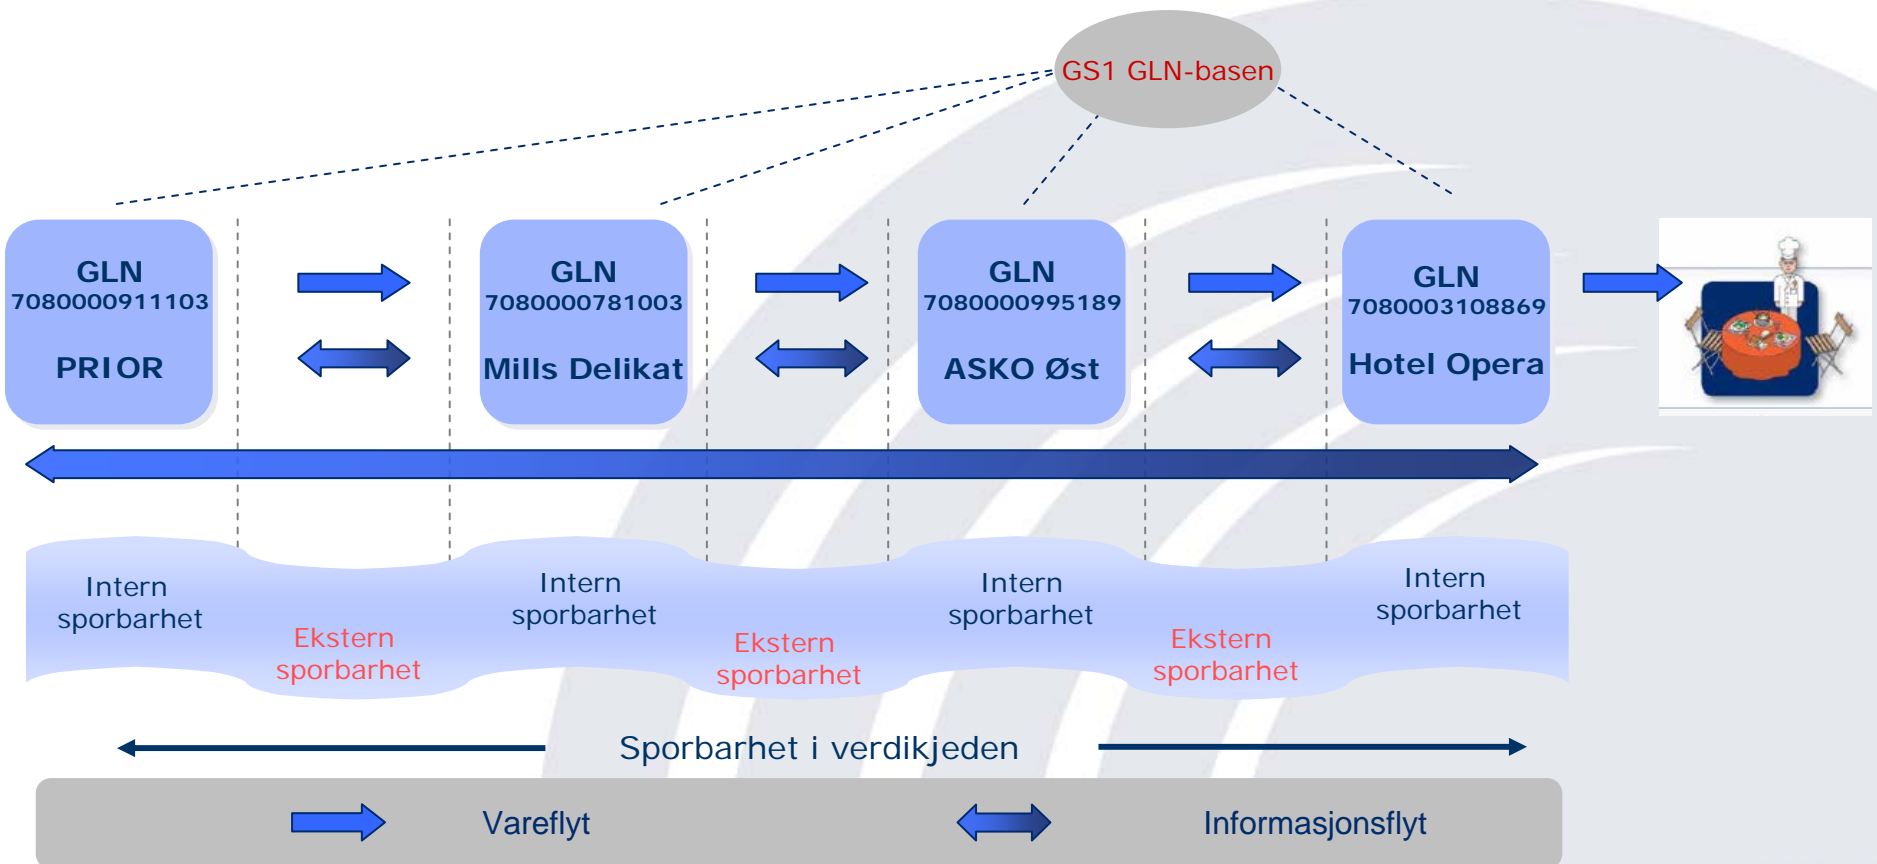 GS1 GLN-basen
GLN
7080000911103
PRIOR
GLN
7080000781003
Mills Delikat
GLN
7080000995189
ASKO Øst
GLN
7080003108869
Hotel Opera
Intern
sporbarhet
Ekstern
sporbarhet
Intern
sporbarhet
Ekstern
sporbarhet
Intern
sporbarhet
Ekstern
sporbarhet
Intern
sporbarhet
Sporbarhet i verdikjeden
Vareflyt
Informasjonsflyt